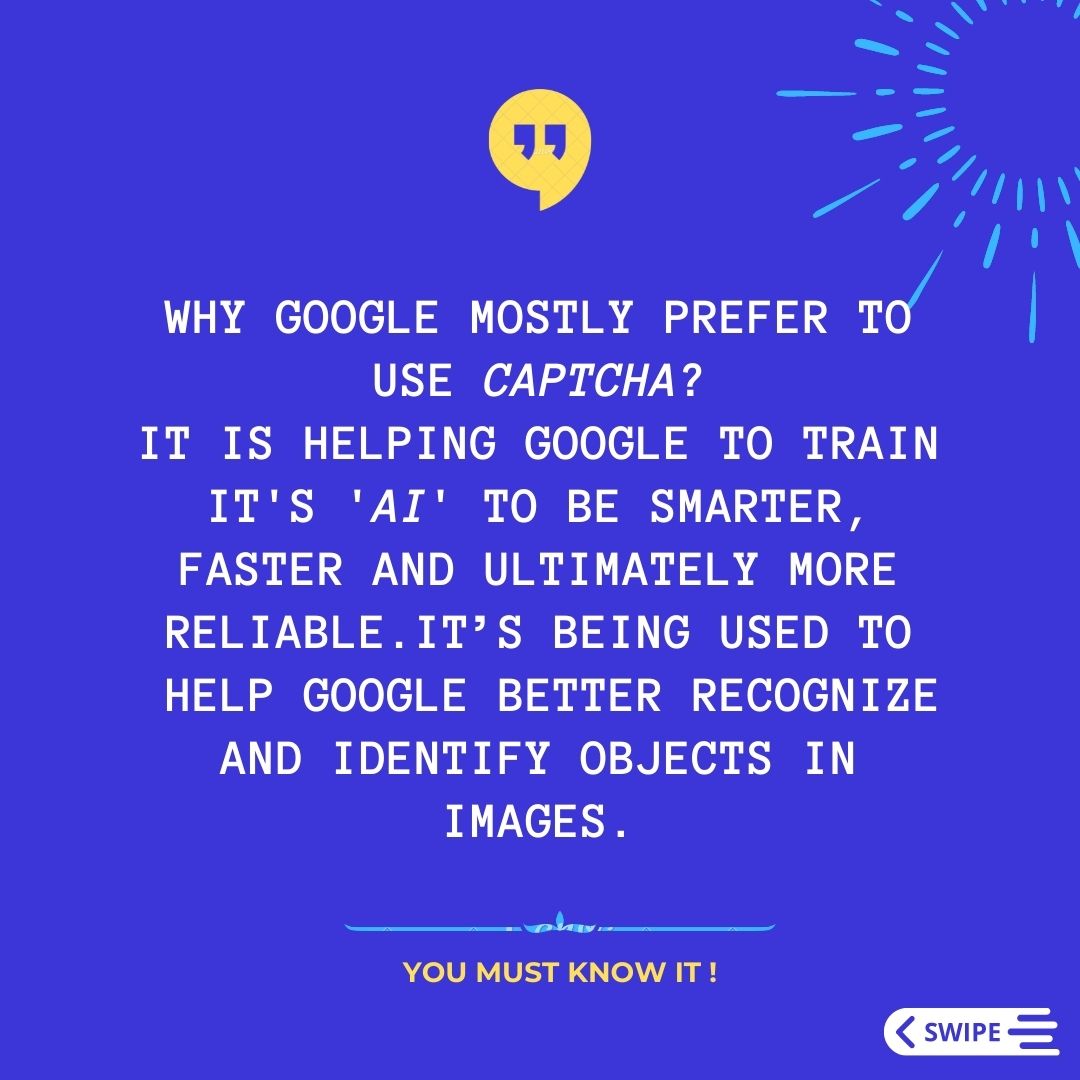 WHY GOOGLE MOSTLY PREFER TO
USE CAPTCHA?
IT IS HELPING GOOGLE TO TRAIN
IT'S 'AI' TO BE SMARTER,
FASTER AND ULTIMATELY MORE
RELIABLE.IT’S BEING USED TO
HELP GOOGLE BETTER RECOGNIZE
AND IDENTIFY OBJECTS IN
IMAGES.
YOU MUST KNOW IT !
SWIPE